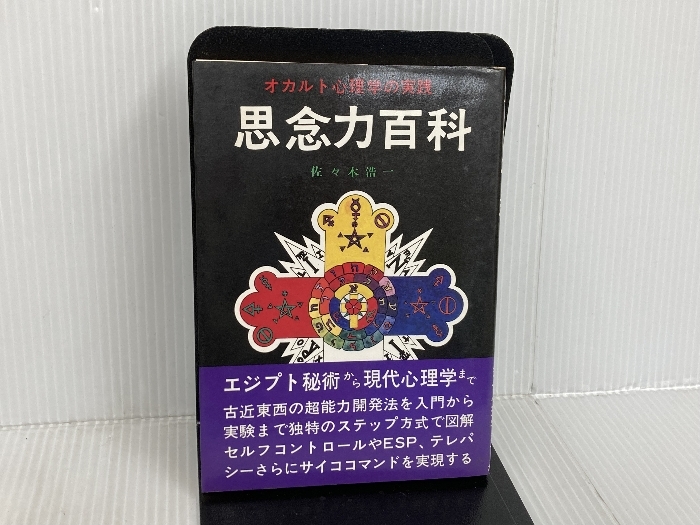 オカルト心理学の実践
思念力百科
佐々木浩一
エジプト秘術から現代心理学まで
古近東西の超能力開発法を入門から
実験まで独特のステップ方式で図解
セルフコントロールやESP、テレパ
シーさらにサイココマンドを実現する